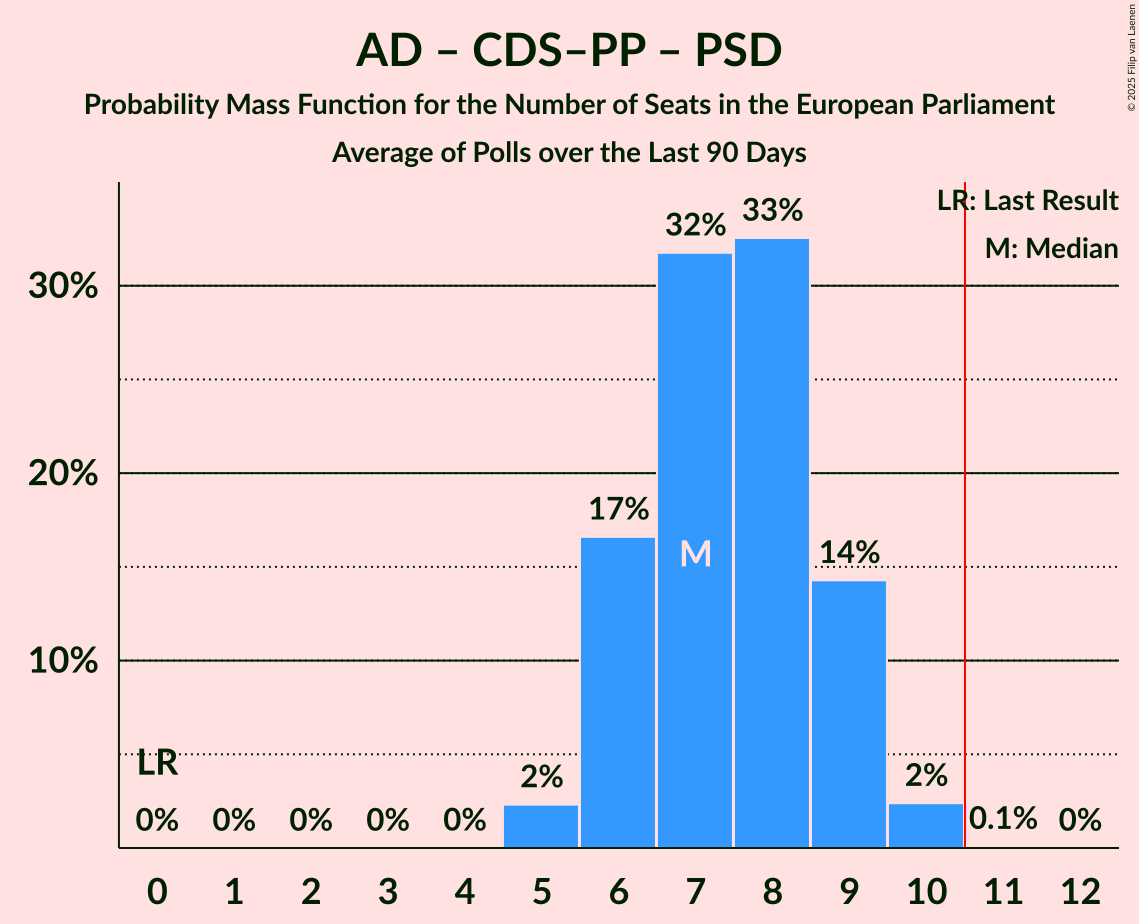 AD – CDS–PP – PSD
Probability Mass Function for the Number of Seats in the European Parliament
Average of Polls over the Last 90 Days
© 2025 Filip van Laenen
LR: Last Result
M: Median
33%
32%
30%
20%
17%
14%
M
10%
LR
2%
2%
0% 0% 0% 0% 0% 0.1% 0%
0 1 2 3 4 5 6 7 8 9 10 11 12